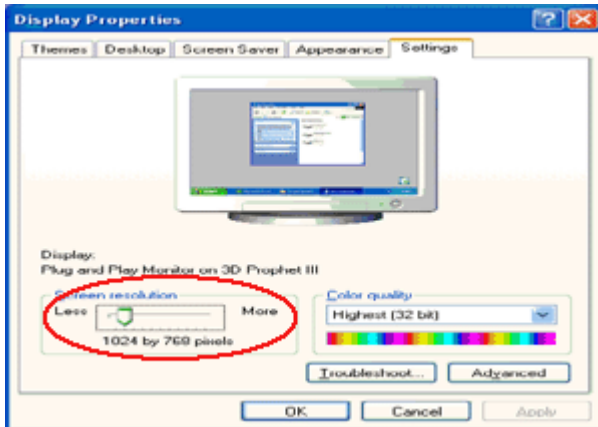 Display Properties
Themes Desktop Screen Saver Appearance Settings
Display:
Plug and Play Monitor on 3D Prophet III
Screen resolution
Less More
1024 by 768 pixels
Color quality
Highest (32 bit)
Troubleshoot... Advanced
OK Cancel Apply